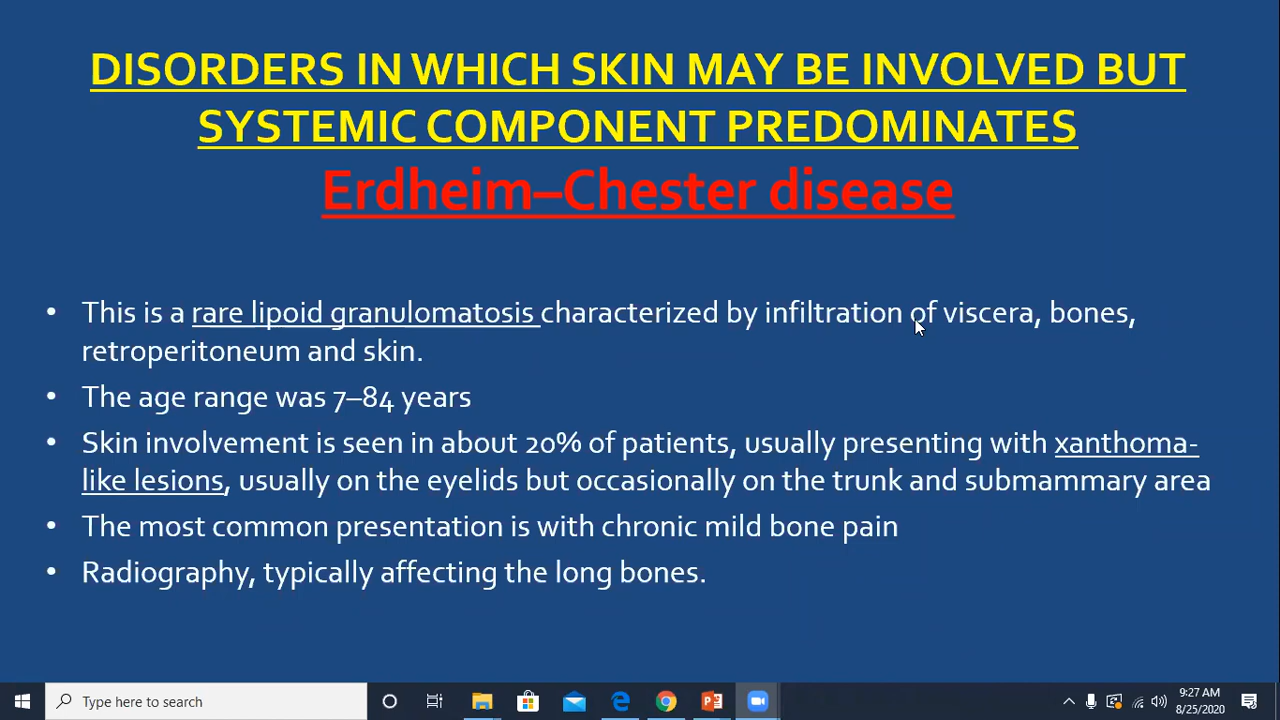 DISORDERS IN WHICH SKIN MAY BE INVOLVED BUT
SYSTEMIC COMPONENT PREDOMINATES
Erdheim–Chester disease
• This is a rare lipoid granulomatosis characterized by infiltration of viscera, bones,
retroperitoneum and skin.
• The age range was 7–84 years
• Skin involvement is seen in about 20% of patients, usually presenting with xanthoma-
like lesions, usually on the eyelids but occasionally on the trunk and submammary area
• The most common presentation is with chronic mild bone pain
• Radiography, typically affecting the long bones.
Type here to search
9:27 AM
8/25/2020